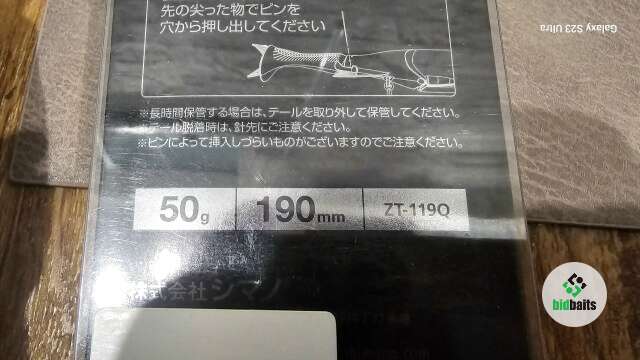 先の尖った物でピンを
穴から押し出してください
※長時間保管する場合は、テールを取り外して保管してください。
※テール脱着時は、針先にご注意ください。
※ピンによって挿入しづらいものがございますのでご注意ください。
50g 190mm ZT-119Q
株式会社シマノ
Galaxy S23 Ultra
bidbaits